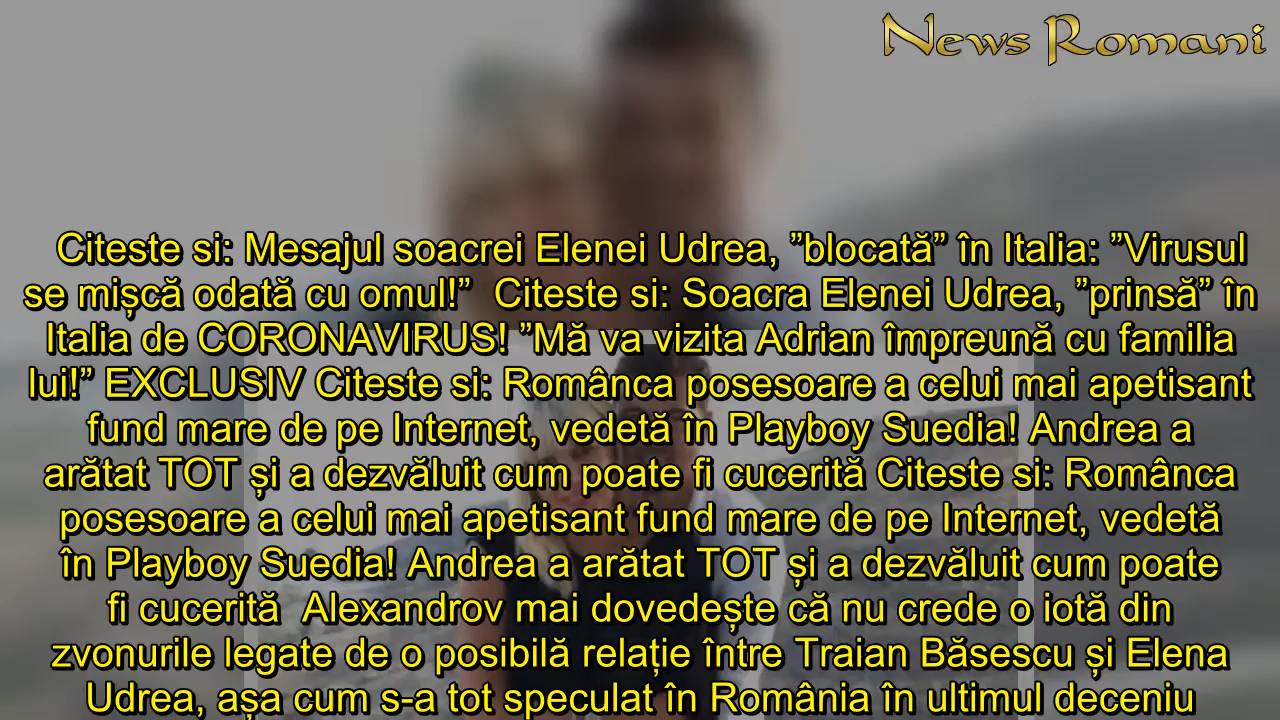 News Romani
Citeste si: Mesajul soacrei Elenei Udrea, ”blocată” în Italia: ”Virusul
se mișcă odată cu omul!”  Citeste si: Soacra Elenei Udrea, ”prinsă” în
Italia de CORONAVIRUS! ”Mă va vizita Adrian împreună cu familia
lui!” EXCLUSIV Citeste si: Românca posesoare a celui mai apetisant
fund mare de pe Internet, vedetă în Playboy Suedia! Andrea a
arătat TOT și a dezvăluit cum poate fi cucerită Citeste si: Românca
posesoare a celui mai apetisant fund mare de pe Internet, vedetă
în Playboy Suedia! Andrea a arătat TOT și a dezvăluit cum poate
fi cucerită  Alexandrov mai dovedește că nu crede o iotă din
zvonurile legate de o posibilă relație între Traian Băsescu și Elena
Udrea, așa cum s-a tot speculat în România în ultimul deceniu